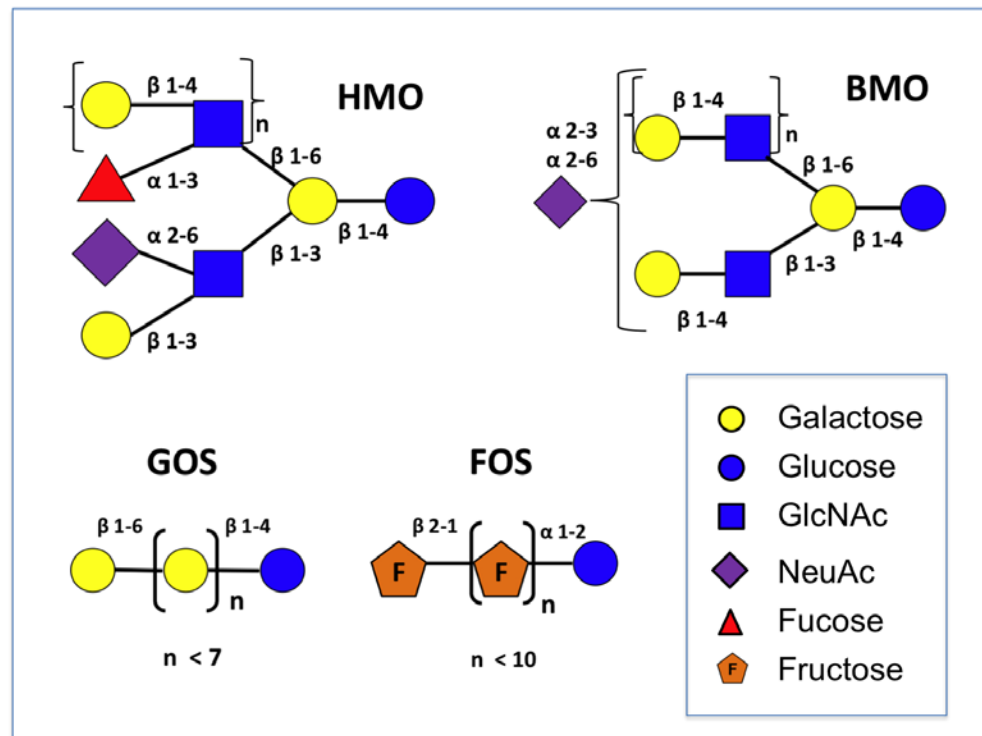 HMO
β 1-4
n
α 1-3
β 1-6
α 2-6
β 1-3
β 1-4
β 1-3
BMO
α 2-3
α 2-6
β 1-4
n
β 1-6
β 1-4
β 1-3
β 1-4
GOS
β 1-6
β 1-4
n
n < 7
FOS
β 2-1
α 1-2
F
F
n
n < 10
Galactose
Glucose
GlcNAc
NeuAc
Fucose
F
Fructose